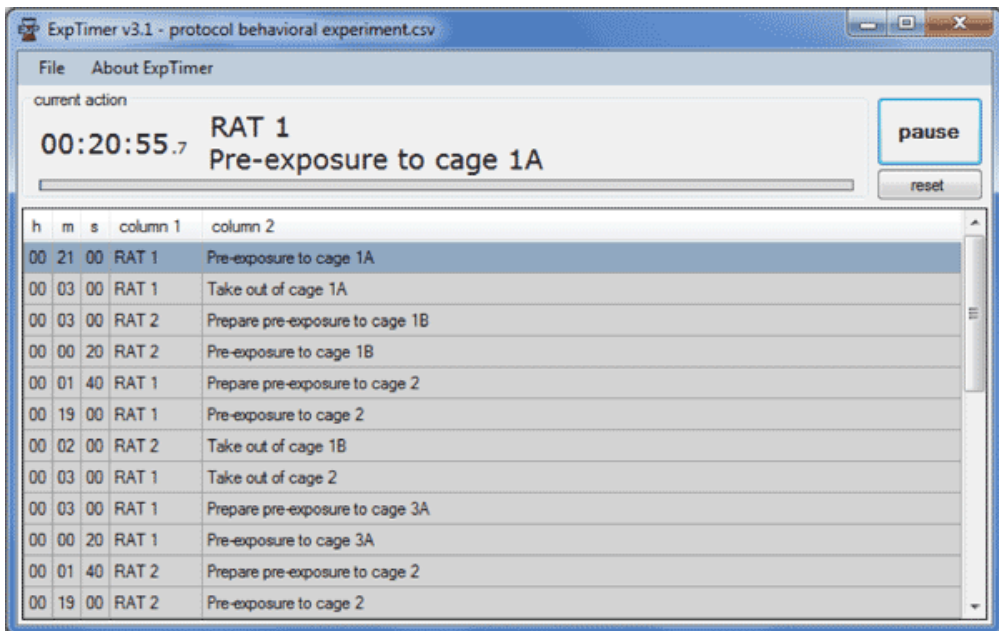 ExpTimer v3.1 - protocol behavioral experiment.csv
File About ExpTimer
current action
00:20:55.7
RAT 1
Pre-exposure to cage 1A
pause
reset
h m s column 1 column 2
00 21 00 RAT 1 Pre-exposure to cage 1A
00 03 00 RAT 1 Take out of cage 1A
00 03 00 RAT 2 Prepare pre-exposure to cage 1B
00 00 20 RAT 2 Pre-exposure to cage 1B
00 01 40 RAT 1 Prepare pre-exposure to cage 2
00 19 00 RAT 1 Pre-exposure to cage 2
00 02 00 RAT 2 Take out of cage 1B
00 03 00 RAT 1 Take out of cage 2
00 03 00 RAT 1 Prepare pre-exposure to cage 3A
00 00 20 RAT 1 Pre-exposure to cage 3A
00 01 40 RAT 2 Prepare pre-exposure to cage 2
00 19 00 RAT 2 Pre-exposure to cage 2